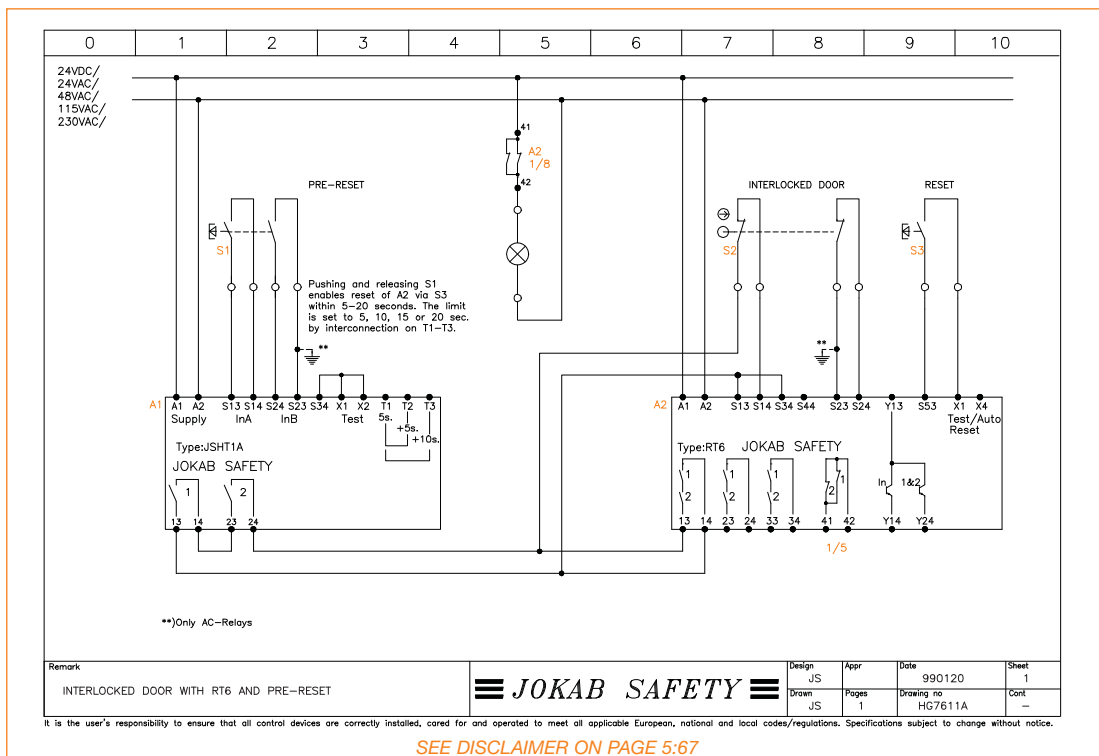 0 1 2 3 4 5 6 7 8 9 10
24VDC/
24VAC/
48VAC/
115VAC/
230VAC/
41
A2
1/8
42
PRE-RESET
S1
Pushing and releasing S1
enables reset of A2 via S3
within 5-20 seconds. The limit
is set to 5, 10, 15 or 20 sec.
by interconnection on T1-T3.
**
INTERLOCKED DOOR
RESET
S2
S3
**
A1
A1 A2 S13 S14 S24 S23 S34 X1 X2 T1 T2 T3
Supply InA InB Test 5s. +5s. +10s.
Type:JSHT1A
JOKAB SAFETY
1 2
13 14 23 24
A2
A1 A2 S13 S14 S34 S44 S23 S24 Y13 S53 X1 X4
Test/Auto
Reset
Type:RT6 JOKAB SAFETY
1 1 1 1
2 2 2 2
In 1&2
13 14 23 24 33 34 41 42 Y14 Y24
1/5
**)Only AC-Relays
Remark
INTERLOCKED DOOR WITH RT6 AND PRE-RESET
JOKAB SAFETY
Design Appr Date Sheet
JS 990120 1
Drawn Pages Drawing no Cont
JS 1 HG7611A -
It is the user's responsibility to ensure that all control devices are correctly installed, cared for and operated to meet all applicable European, national and local codes/regulations. Specifications subject to change without notice.
SEE DISCLAIMER ON PAGE 5:67